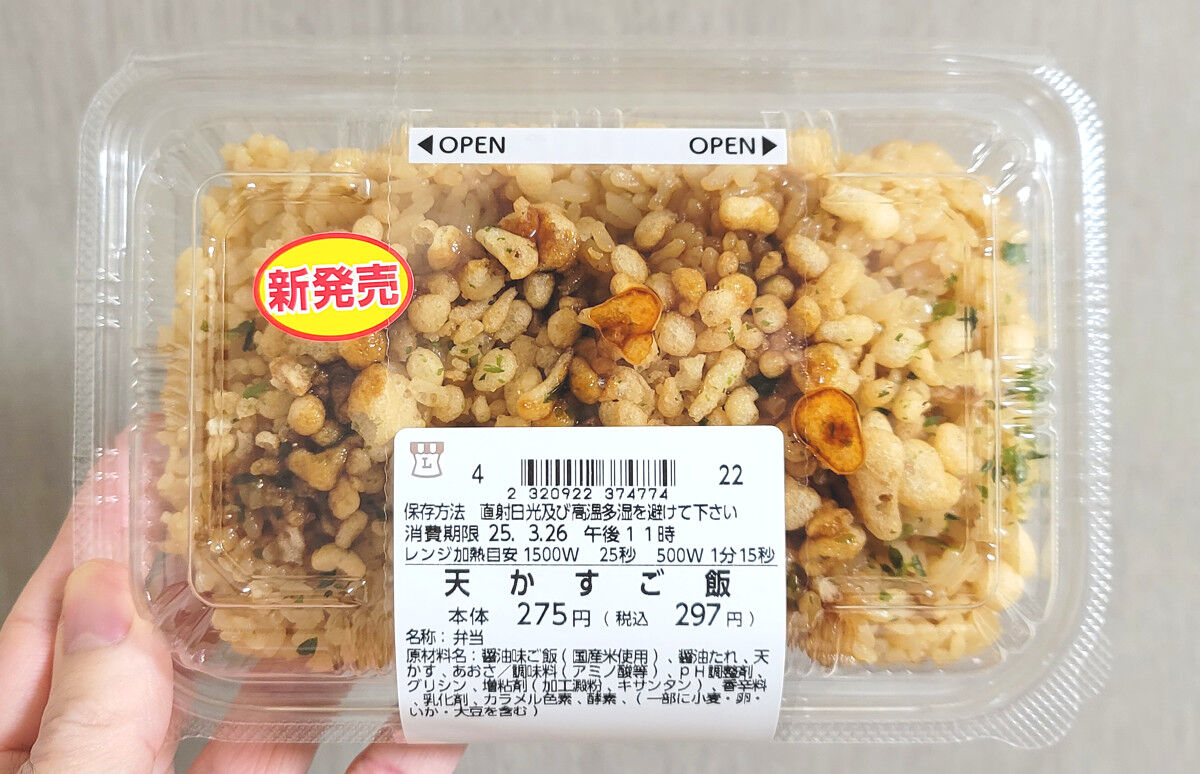 ◀OPEN OPEN▶
新発売
L
4 22
2 320922 374774
保存方法 直射日光及び高温多湿を避けて下さい
消費期限 25. 3.26 午後11時
レンジ加熱目安 1500W 25秒 500W 1分15秒
天かすご飯
本体 275円(税込 297円)
名称:弁当
原材料名:醤油味ご飯(国産米使用)、醤油たれ、天
かす、あおさ/調味料(アミノ酸等)、pH調整剤、
グリシン、増粘剤(加工澱粉、キサンタン)、香辛料
、乳化剤、カラメル色素、酵素、(一部に小麦・卵・
いか・大豆を含む)